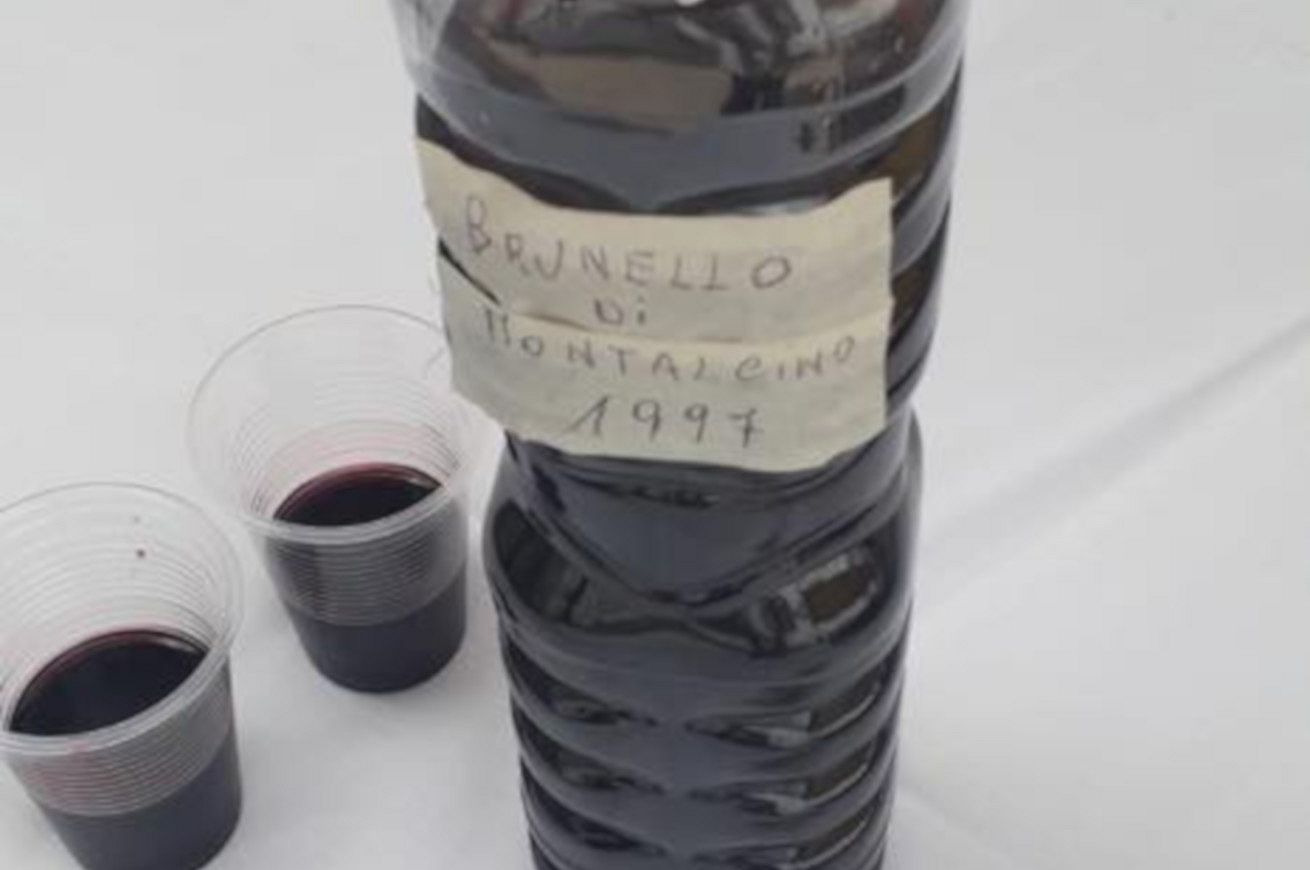 BRUNELLO
Di
MONTALCINO
1997